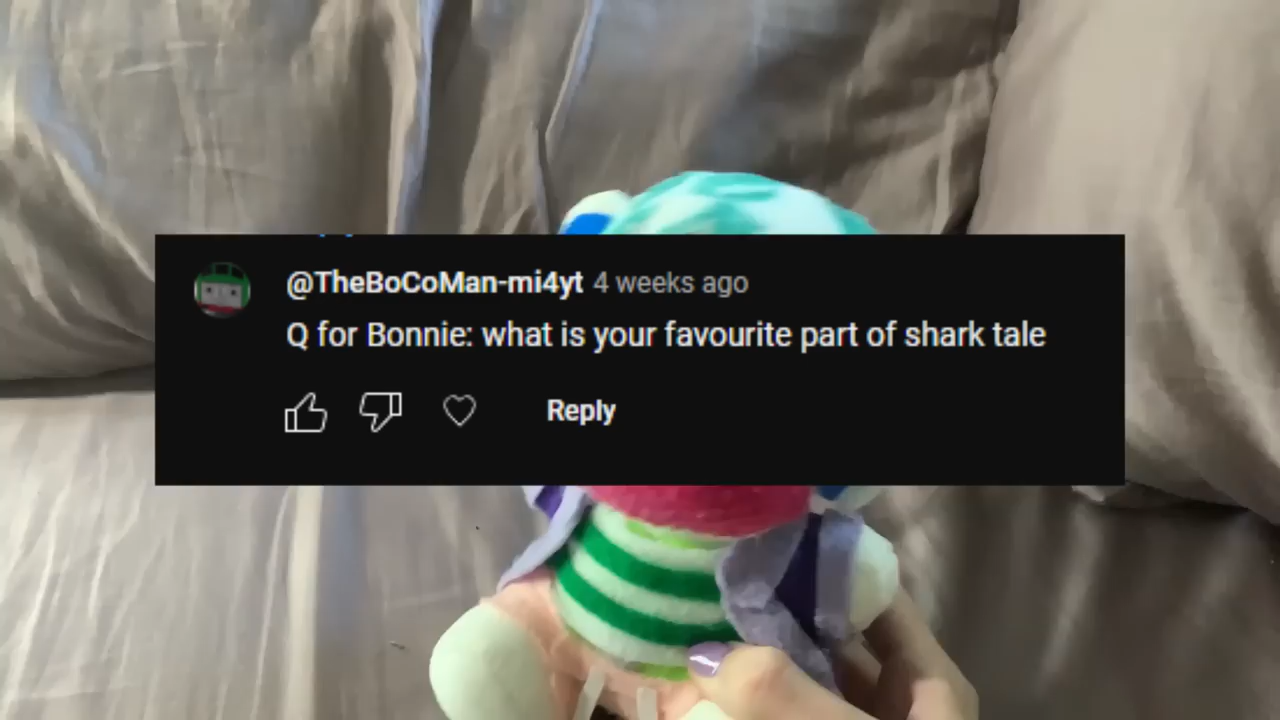 @TheBoCoMan-mi4yt 4 weeks ago
Q for Bonnie: what is your favourite part of shark tale
Reply